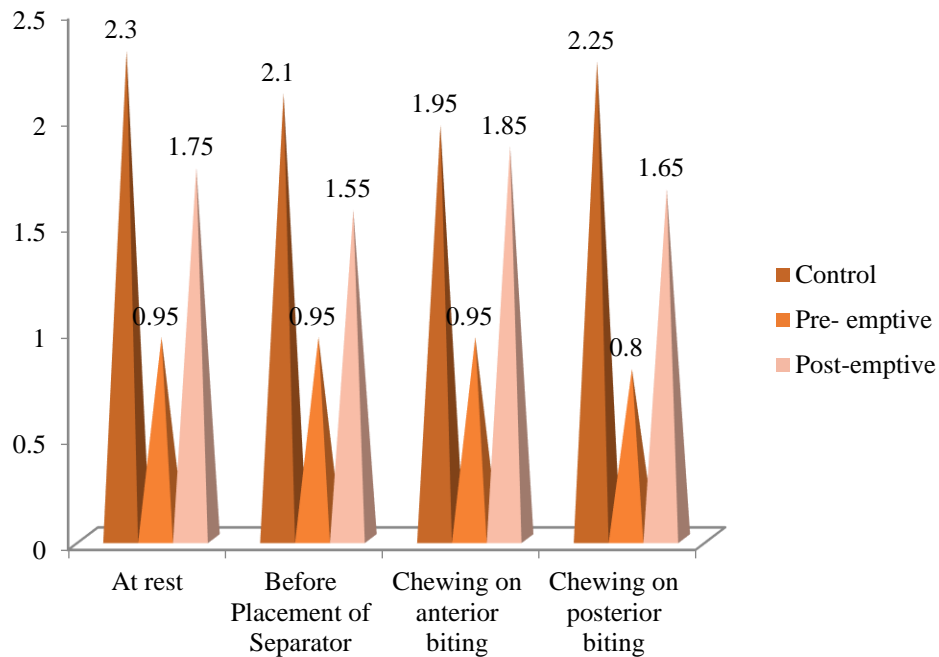 2.5
2
1.5
1
0.5
0
2.3
0.95
1.75
2.1
0.95
1.55
1.95
0.95
1.85
2.25
0.8
1.65
At rest
Before
Placement of
Separator
Chewing on
anterior
biting
Chewing on
posterior
biting
Control
Pre- emptive
Post-emptive